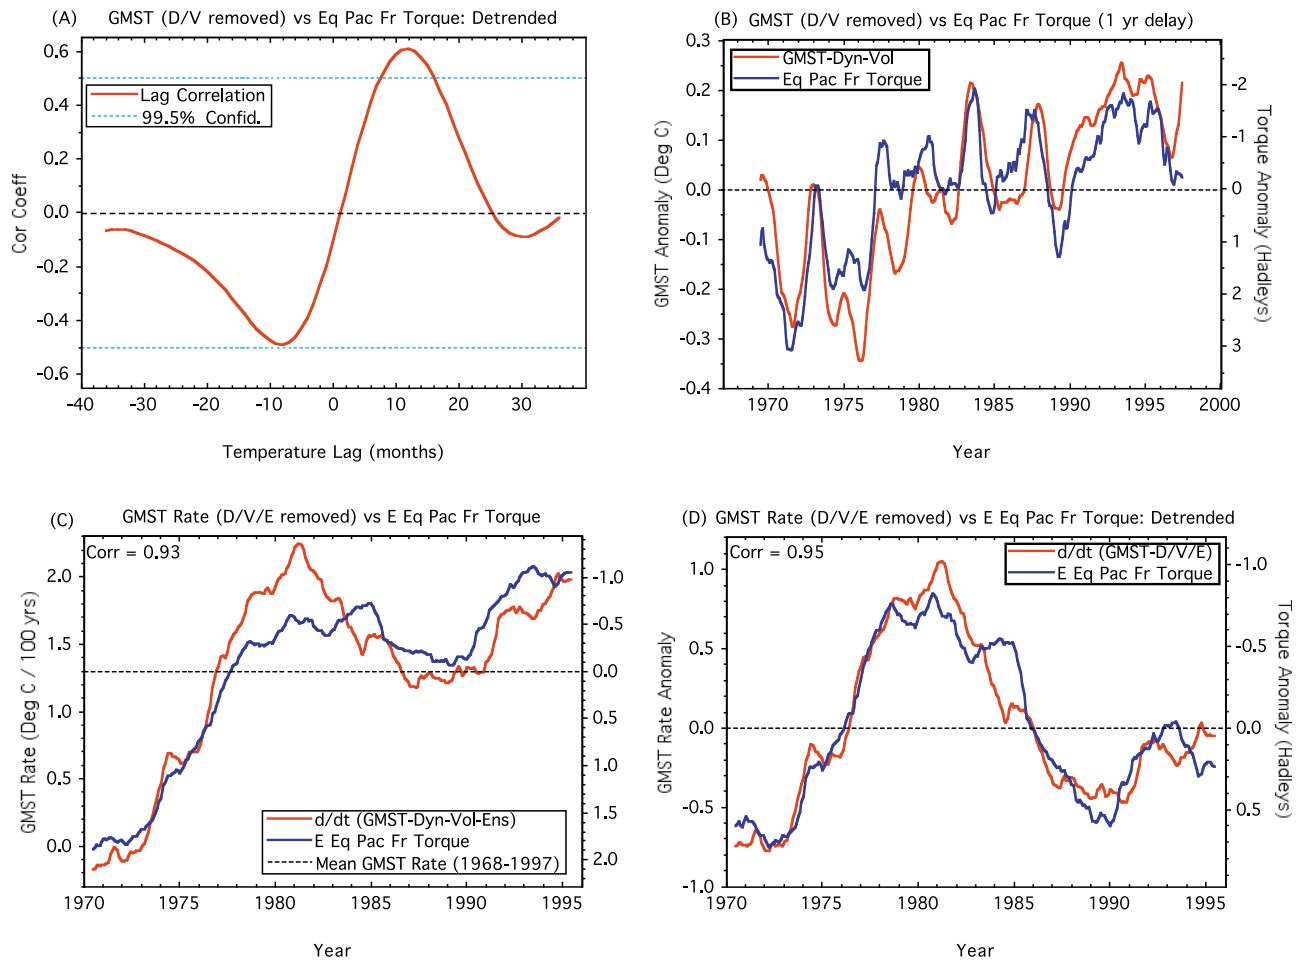 (A) GMST (D/V removed) vs Eq Pac Fr Torque: Detrended
0.6
0.4
0.2
0.0
-0.2
-0.4
-0.6
Cor Coeff
Lag Correlation
99.5% Confid.
-40 -30 -20 -10 0 10 20 30
Temperature Lag (months)
(B) GMST (D/V removed) vs Eq Pac Fr Torque (1 yr delay)
0.3
0.2
0.1
0.0
-0.1
-0.2
-0.3
-0.4
GMST Anomaly (Deg C)
GMST-Dyn-Vol
Eq Pac Fr Torque
-2
-1
0
1
2
3
Torque Anomaly (Hadleys)
1970 1975 1980 1985 1990 1995 2000
Year
(C) GMST Rate (D/V/E removed) vs E Eq Pac Fr Torque
Corr = 0.93
2.0
1.5
1.0
0.5
0.0
GMST Rate (Deg C / 100 yrs)
-1.0
-0.5
0.0
0.5
1.0
1.5
2.0
d/dt (GMST-Dyn-Vol-Ens)
E Eq Pac Fr Torque
Mean GMST Rate (1968-1997)
1970 1975 1980 1985 1990 1995
Year
(D) GMST Rate (D/V/E removed) vs E Eq Pac Fr Torque: Detrended
Corr = 0.95
d/dt (GMST-D/V/E)
E Eq Pac Fr Torque
1.0
0.5
0.0
-0.5
-1.0
GMST Rate Anomaly
-1.0
-0.5
0.0
0.5
Torque Anomaly (Hadleys)
1970 1975 1980 1985 1990 1995
Year